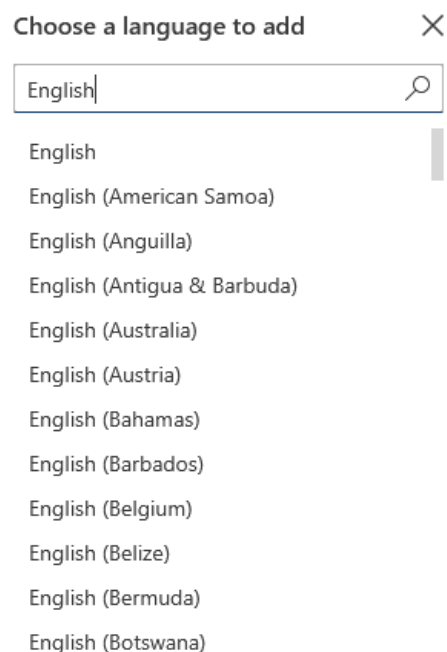 Choose a language to add
English
English
English (American Samoa)
English (Anguilla)
English (Antigua & Barbuda)
English (Australia)
English (Austria)
English (Bahamas)
English (Barbados)
English (Belgium)
English (Belize)
English (Bermuda)
English (Botswana)